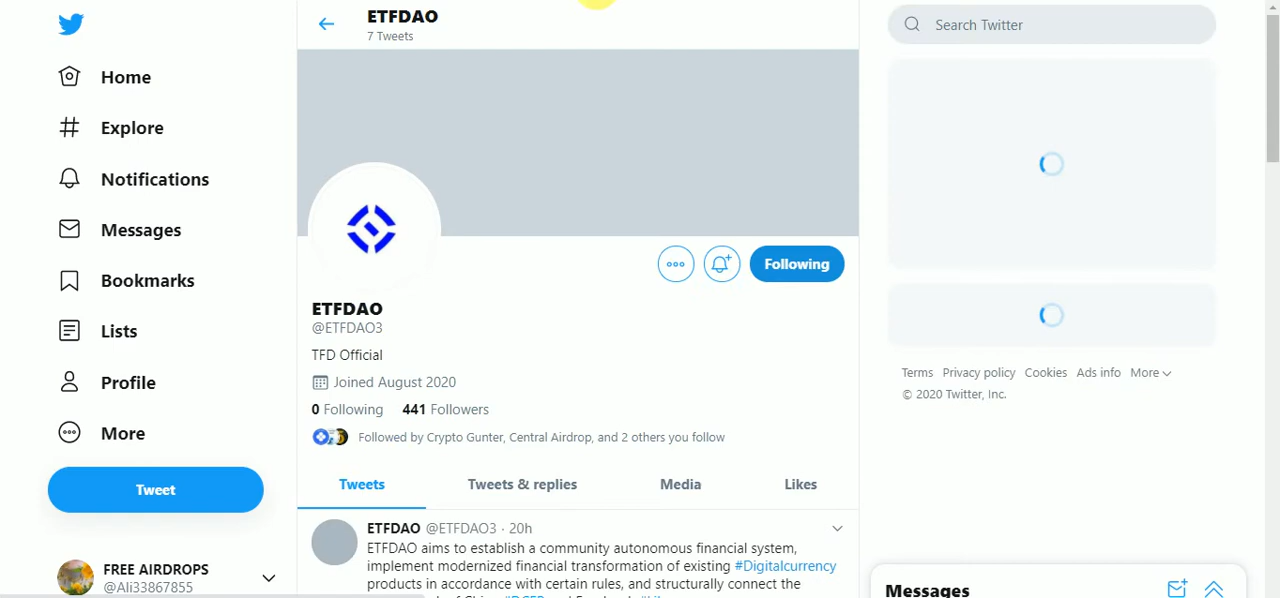 ETFDAO
7 Tweets
Search Twitter
Home
Explore
Notifications
Messages
Bookmarks
Lists
Profile
More
Tweet
FREE AIRDROPS
@Ali33867855
Following
ETFDAO
@ETFDAO3
TFD Official
Joined August 2020
0 Following 441 Followers
Followed by Crypto Gunter, Central Airdrop, and 2 others you follow
Tweets Tweets & replies Media Likes
ETFDAO @ETFDAO3 · 20h
ETFDAO aims to establish a community autonomous financial system,
implement modernized financial transformation of existing #Digitalcurrency
products in accordance with certain rules, and structurally connect the
Terms Privacy policy Cookies Ads info More
© 2020 Twitter, Inc.
Messages